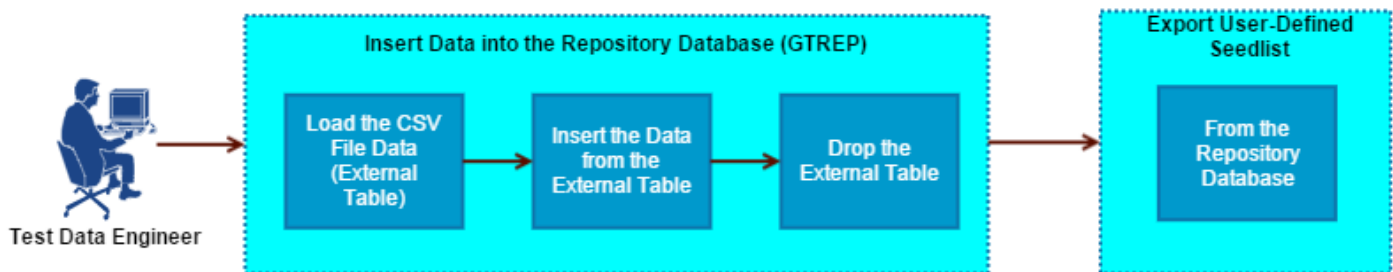 Insert Data into the Repository Database (GTREP)
Load the CSV
File Data
(External
Table)
Insert the Data
from the
External Table
Drop the
External Table
Export User-Defined
Seedlist
From the
Repository
Database
Test Data Engineer